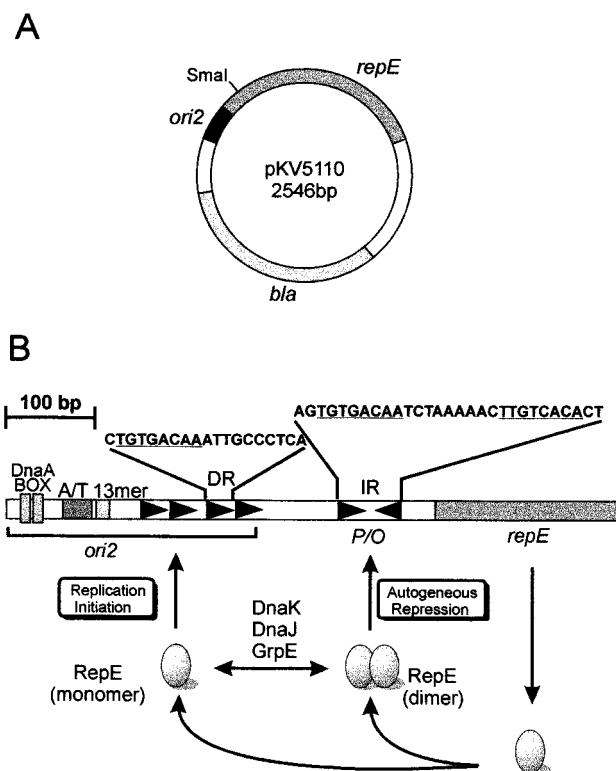 A
SmaI
repE
ori2
pKV5110
2546bp
bla
B
100 bp
CTGTGACAAATTGCCCTCA
AGTGTGACAATCTAAAAACTTGTCACACT
DnaA
BOX
A/T
13mer
DR
IR
ori2
P/O
repE
Replication
Initiation
DnaK
DnaJ
GrpE
Autogeneous
Repression
RepE
(monomer)
RepE
(dimer)